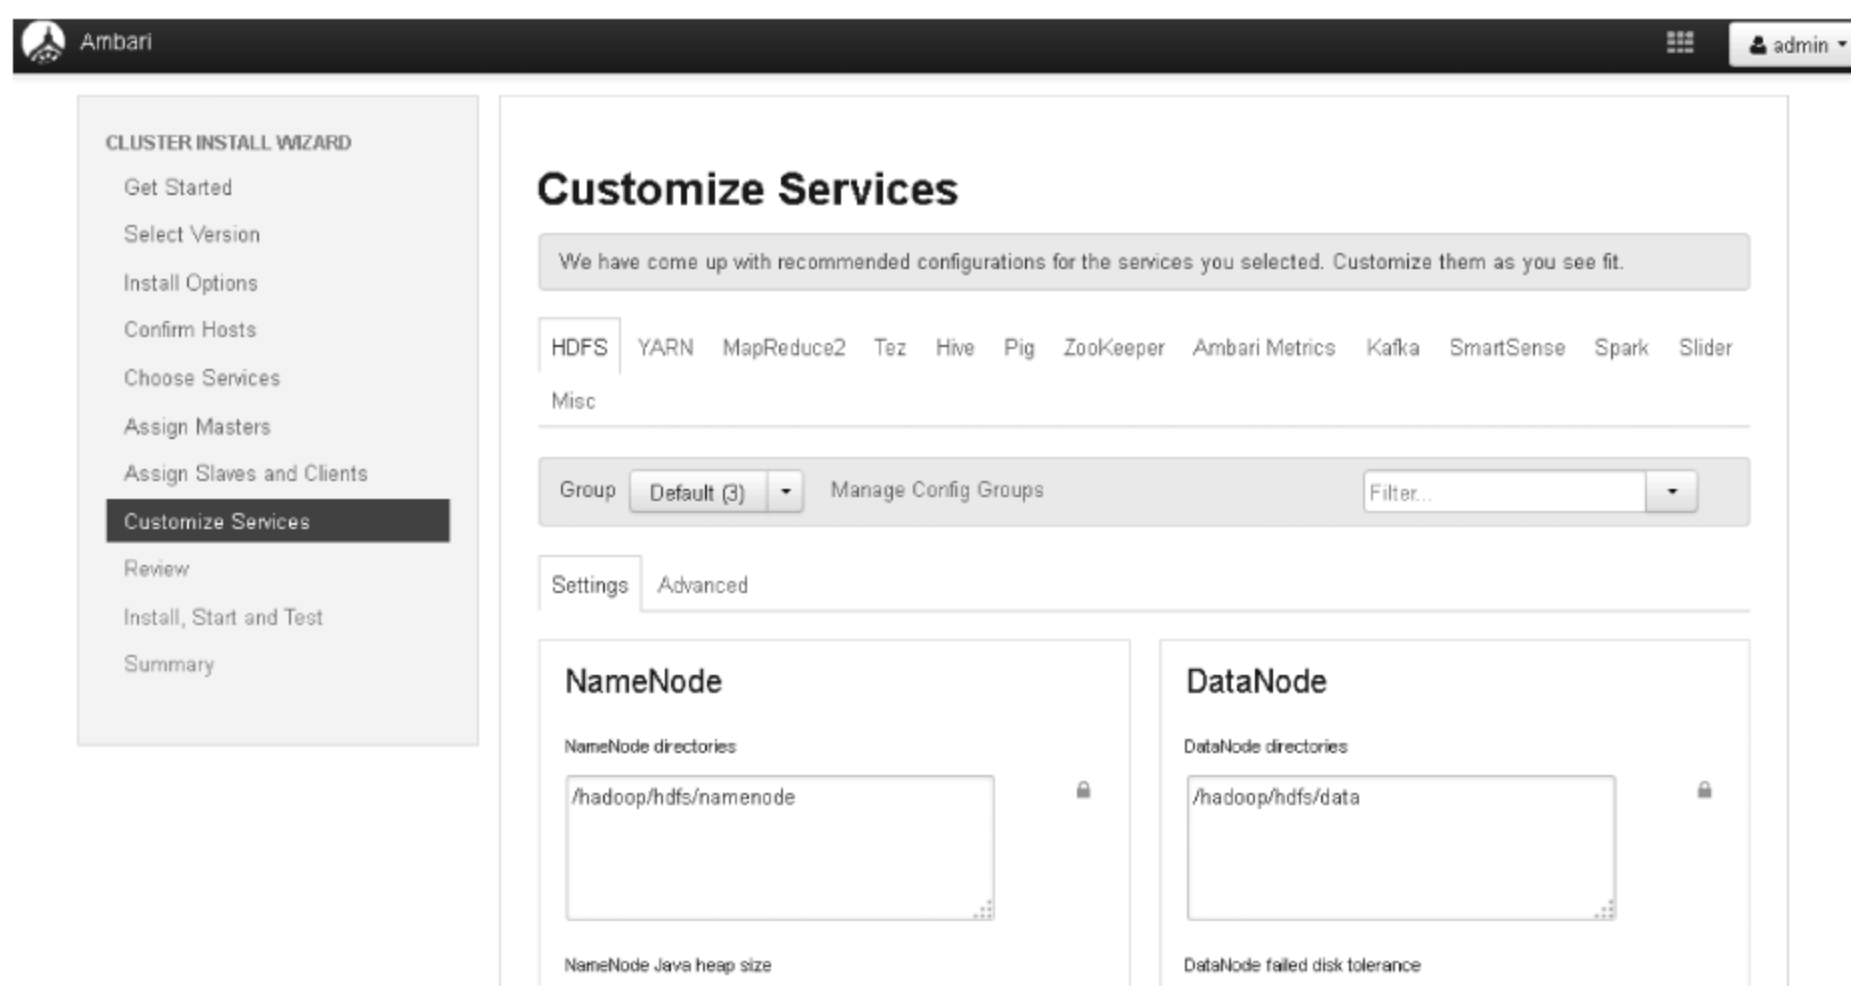 Ambari
admin
CLUSTER INSTALL WIZARD
Get Started
Select Version
Install Options
Confirm Hosts
Choose Services
Assign Masters
Assign Slaves and Clients
Customize Services
Review
Install, Start and Test
Summary
Customize Services
We have come up with recommended configurations for the services you selected. Customize them as you see fit.
HDFS YARN MapReduce2 Tez Hive Pig ZooKeeper Ambari Metrics Kafka SmartSense Spark Slider
Misc
Group Default (3) Manage Config Groups Filter...
Settings Advanced
NameNode
NameNode directories
/hadoop/hdfs/namenode
NameNode Java heap size
DataNode
DataNode directories
/hadoop/hdfs/data
DataNode failed disk tolerance